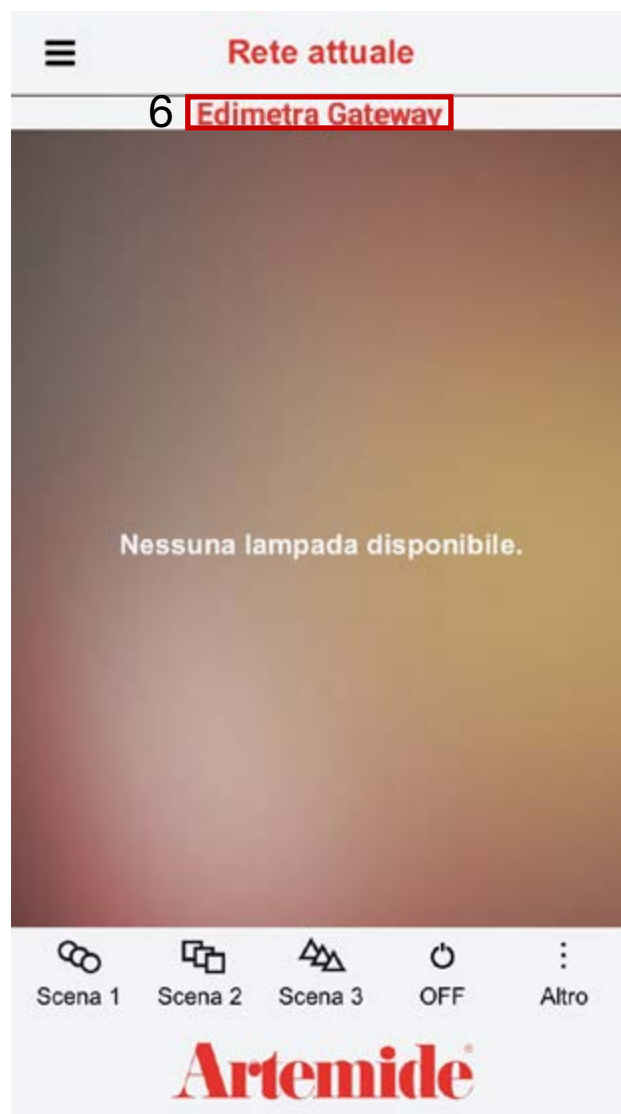 Rete attuale
6 Edimetra Gateway
Nessuna lampada disponibile.
Scena 1 Scena 2 Scena 3 OFF Altro
Artemide®